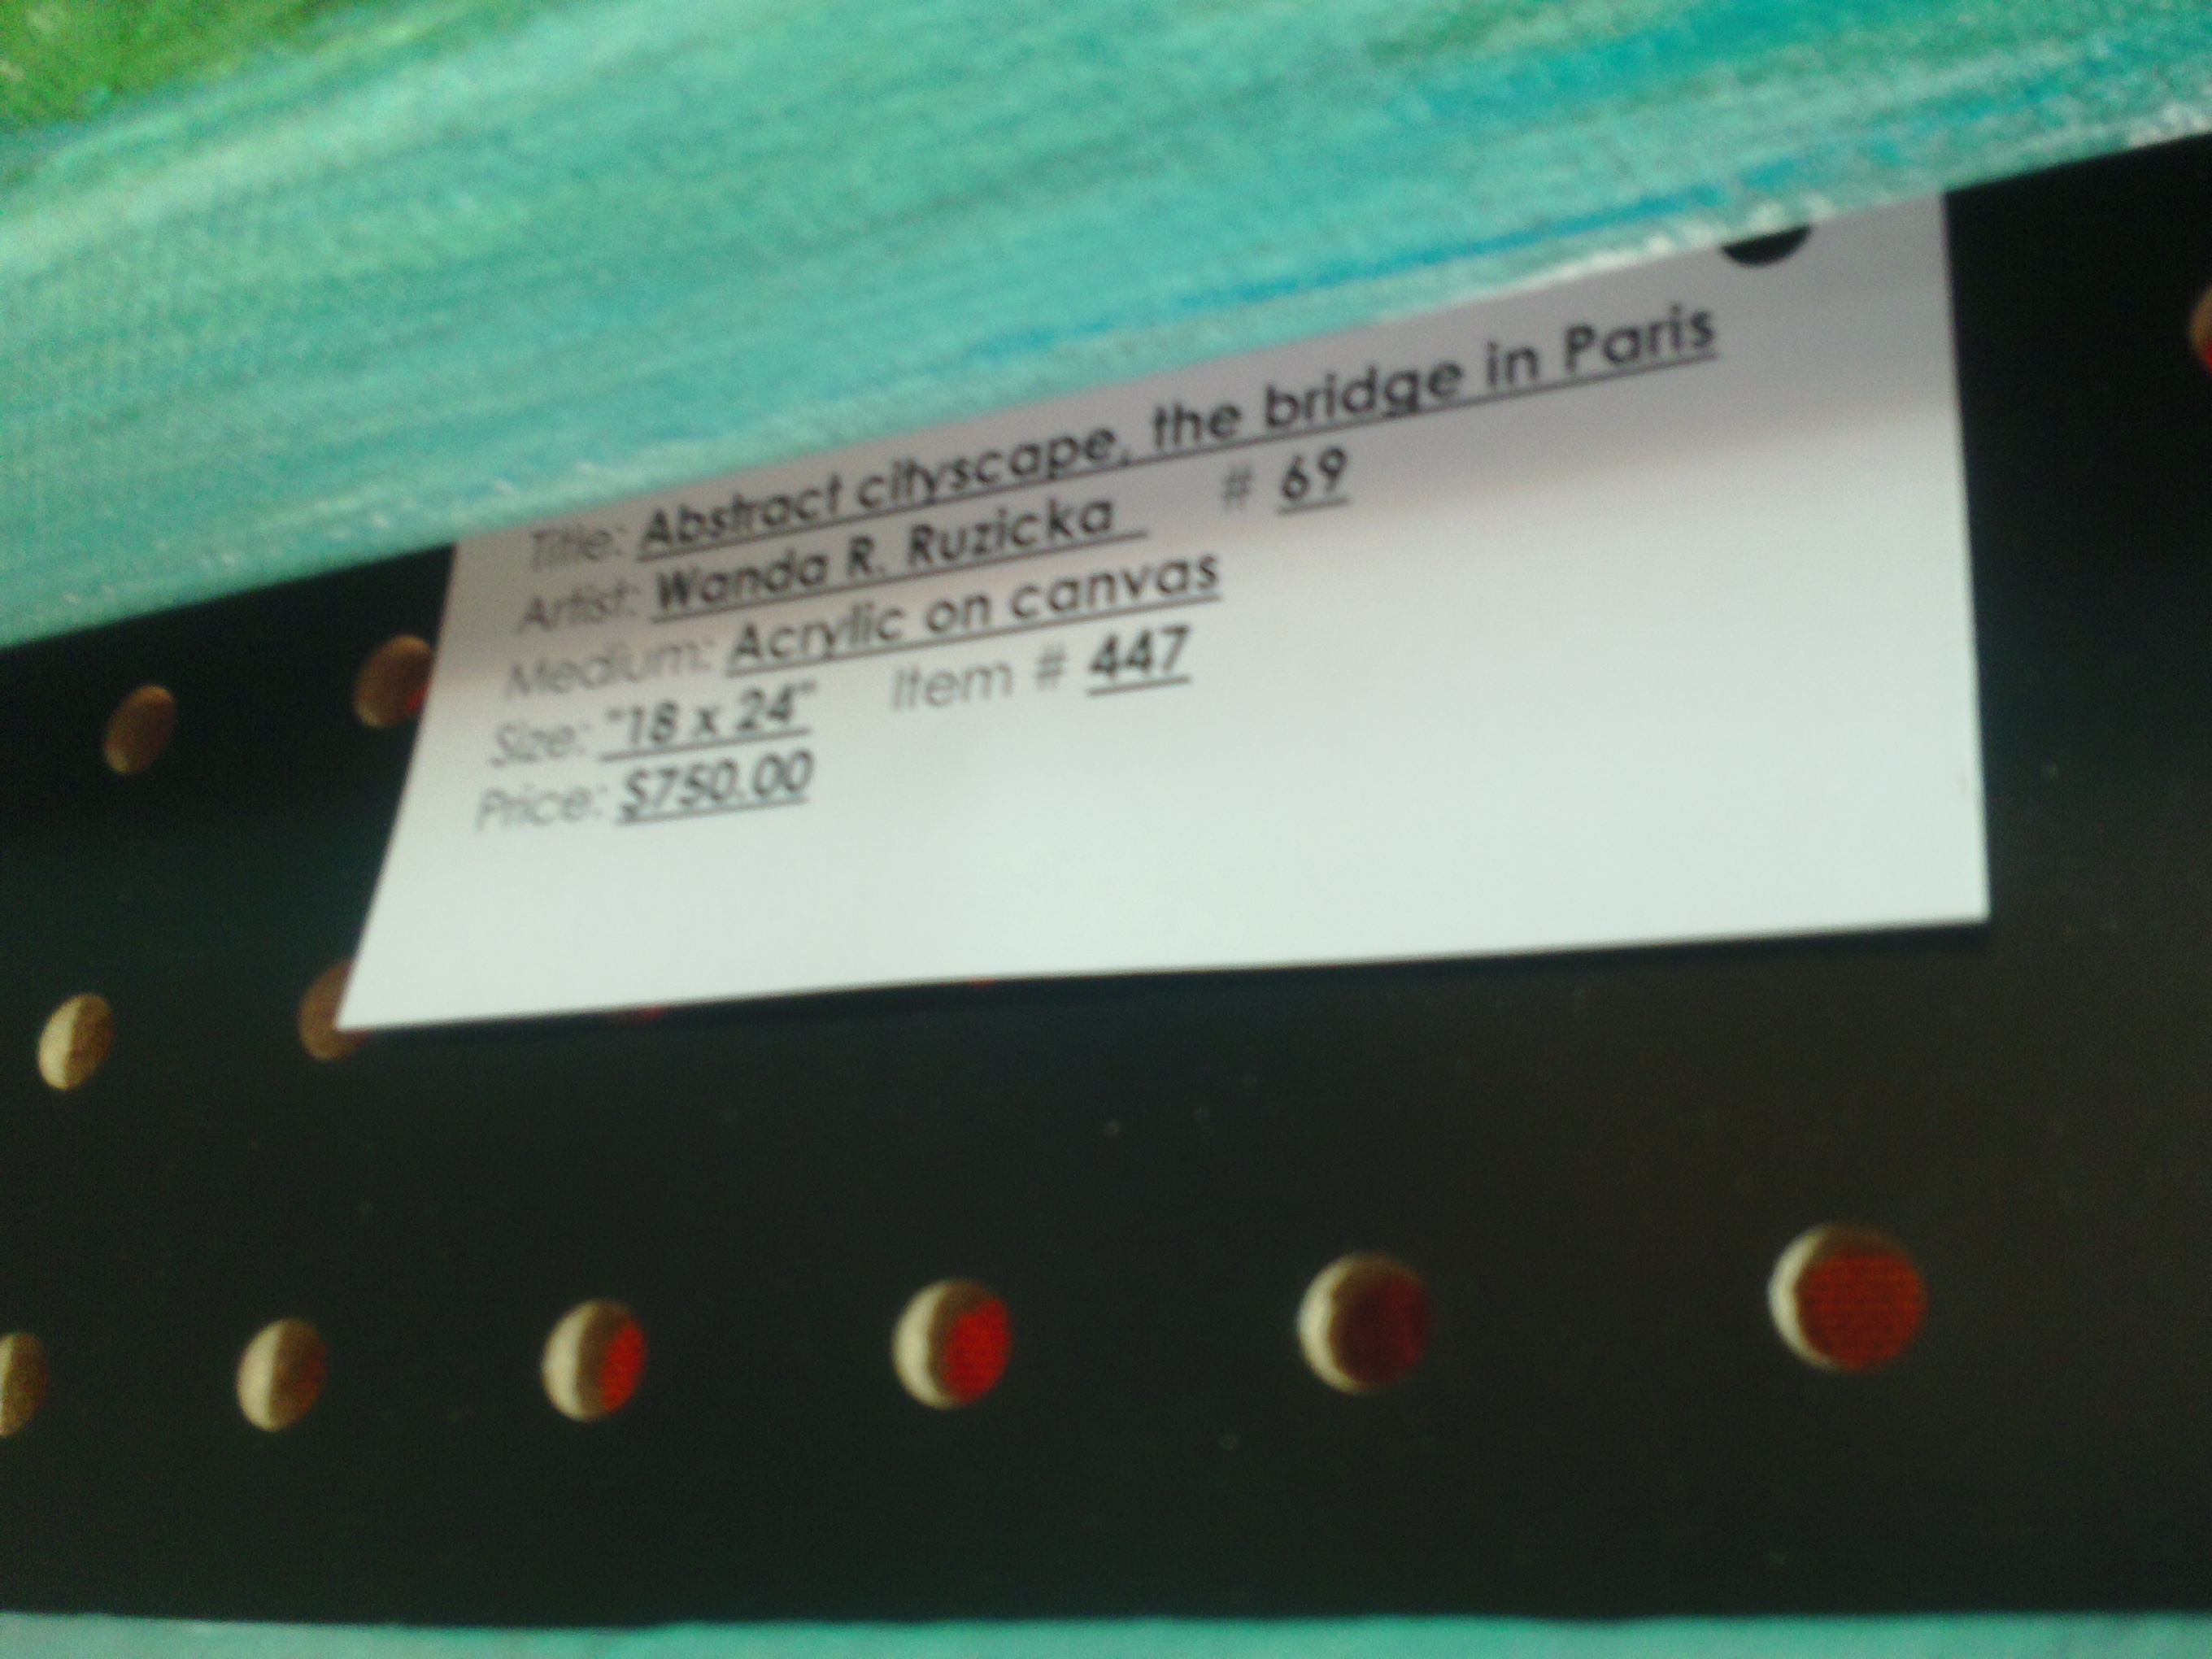 Title: Abstract cityscape, the bridge in Paris
Artist: Wanda R. Ruzicka # 69
Medium: Acrylic on canvas
Size: "18 x 24" Item # 447
Price: $750.00